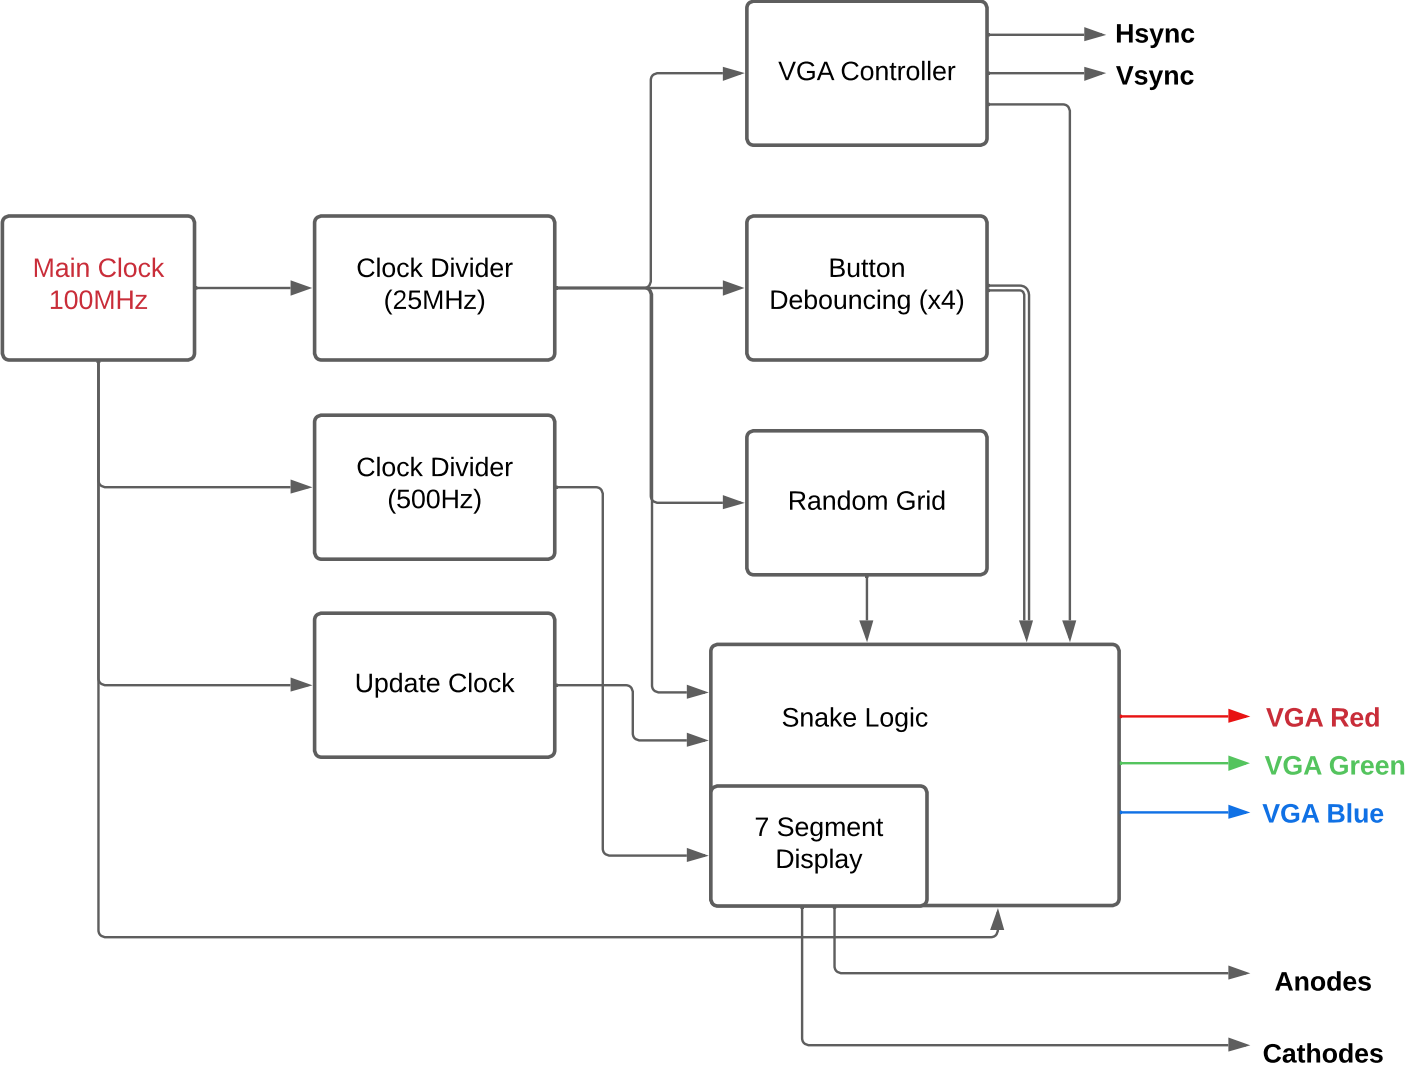 Hsync
VGA Controller
Vsync
Main Clock
100MHz
Clock Divider
(25MHz)
Button
Debouncing (x4)
Clock Divider
(500Hz)
Random Grid
Update Clock
Snake Logic
VGA Red
VGA Green
VGA Blue
7 Segment
Display
Anodes
Cathodes